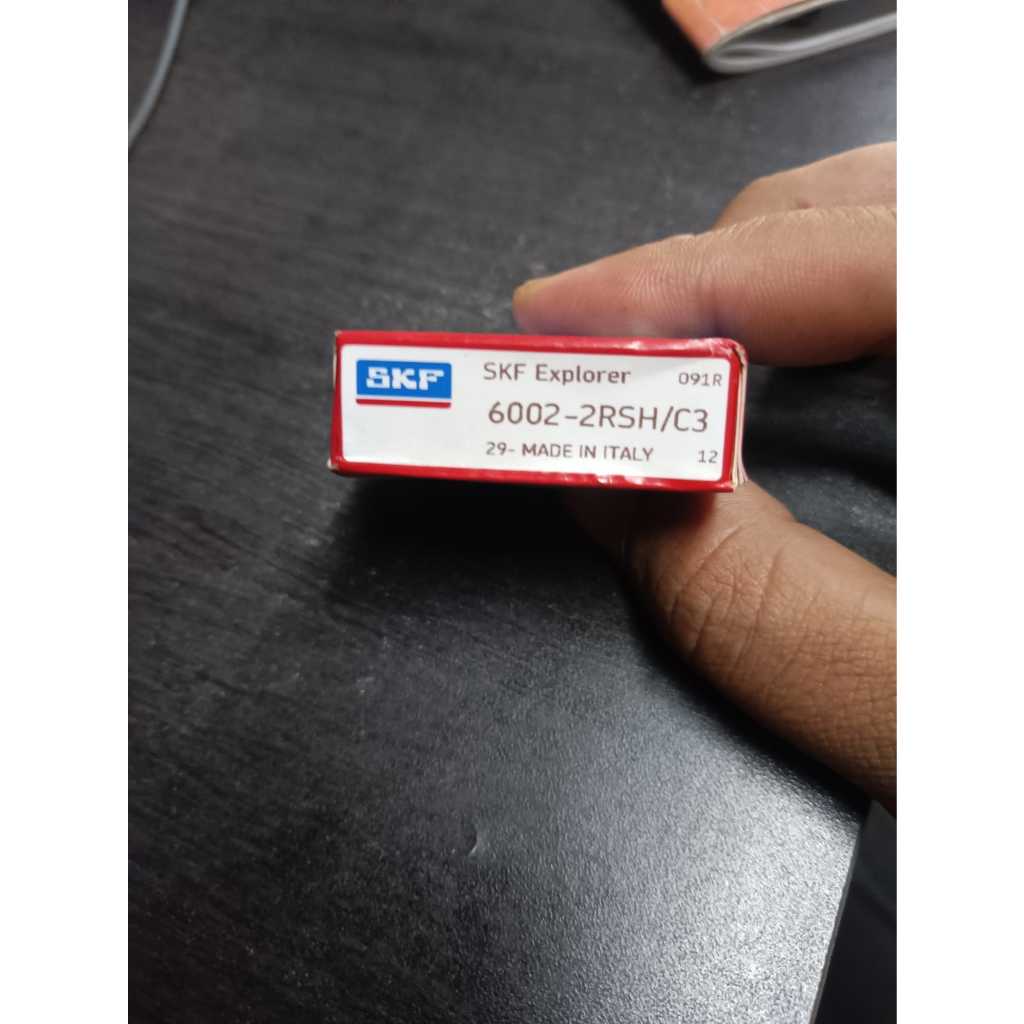 SKF
SKF Explorer 091R
6002-2RSH/C3
29- MADE IN ITALY 12